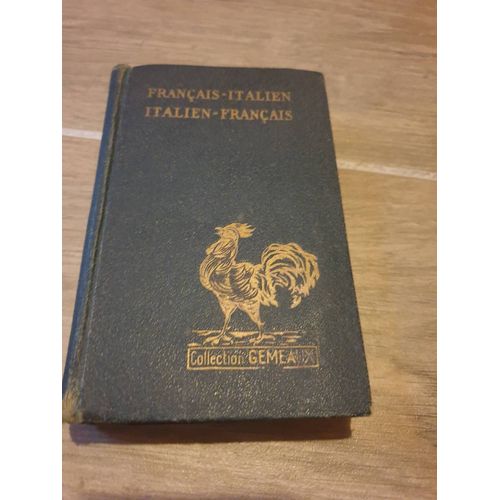 FRANÇAIS-ITALIEN
ITALIEN-FRANÇAIS
Collection GEMEAUX